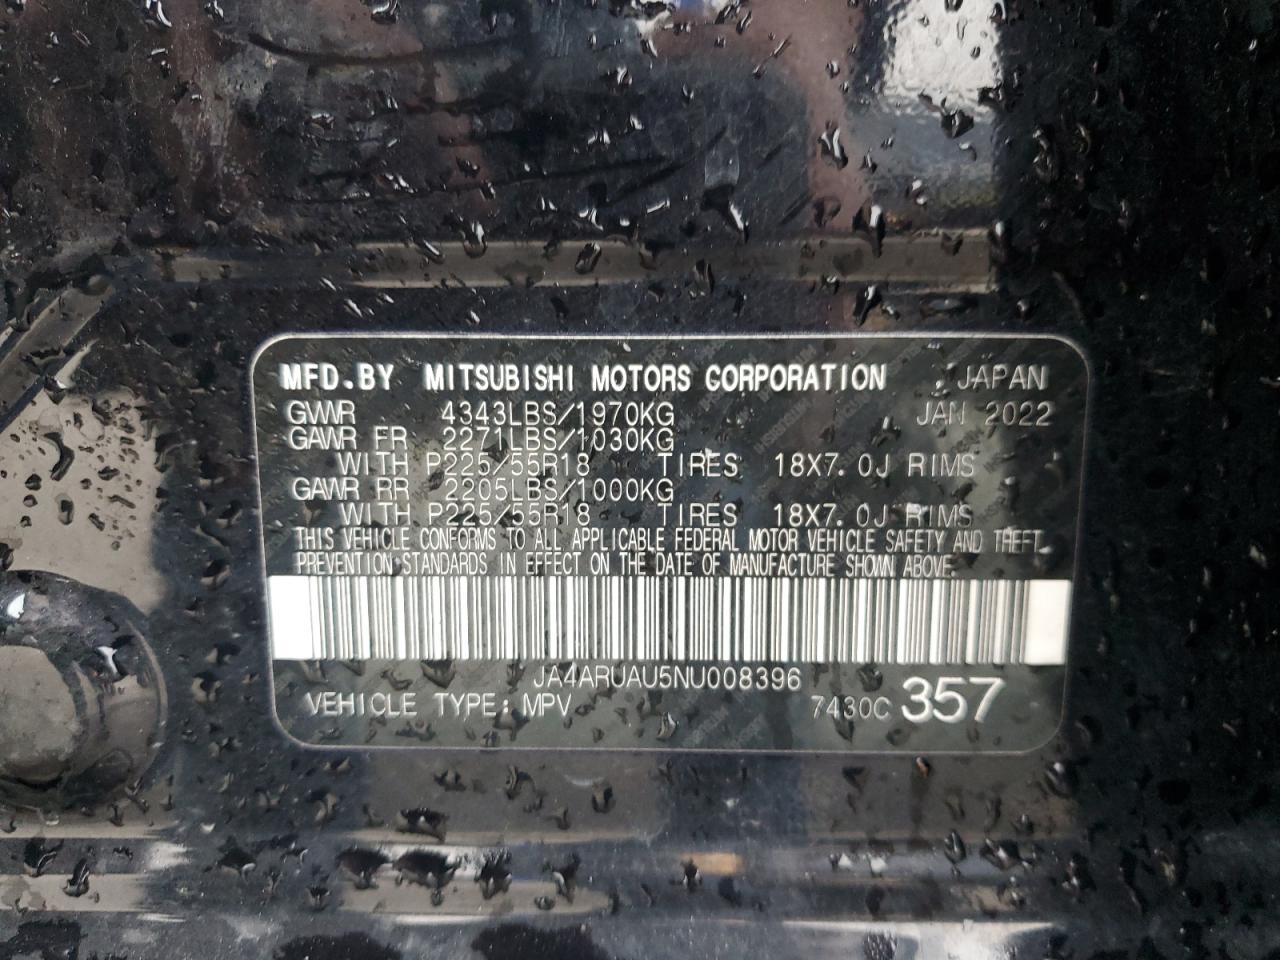 MFD.BY MITSUBISHI MOTORS CORPORATION JAPAN
GVWR 4343LBS/1970KG JAN 2022
GAWR FR 2271LBS/1030KG
WITH P225/55R18 TIRES 18X7.0J RIMS
GAWR RR 2205LBS/1000KG
WITH P225/55R18 TIRES 18X7.0J RIMS
THIS VEHICLE CONFORMS TO ALL APPLICABLE FEDERAL MOTOR VEHICLE SAFETY AND THEFT
PREVENTION STANDARDS IN EFFECT ON THE DATE OF MANUFACTURE SHOWN ABOVE.
JA4ARUAU5NU008396
VEHICLE TYPE: MPV 7430C 357